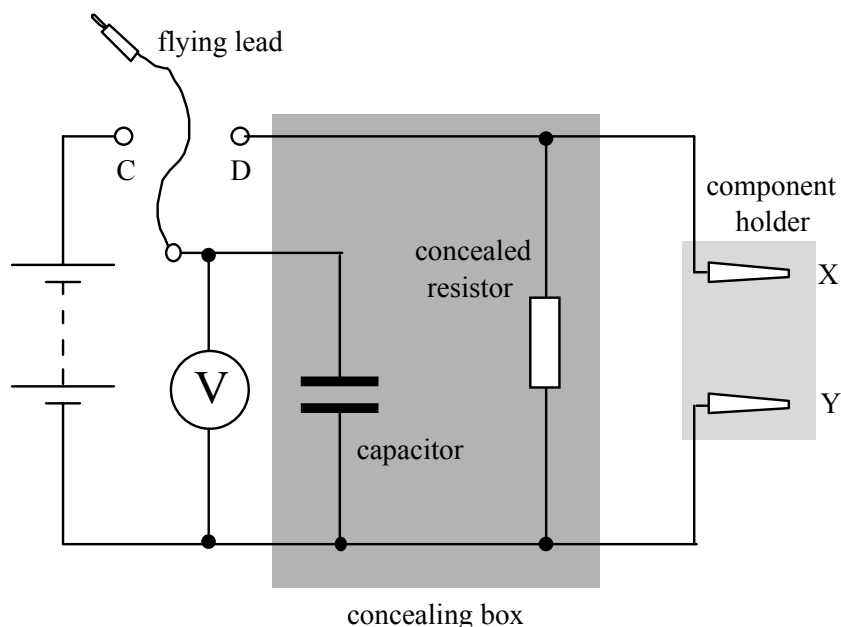 flying lead
C
D
component
holder
concealed
resistor
X
V
Y
capacitor
concealing box